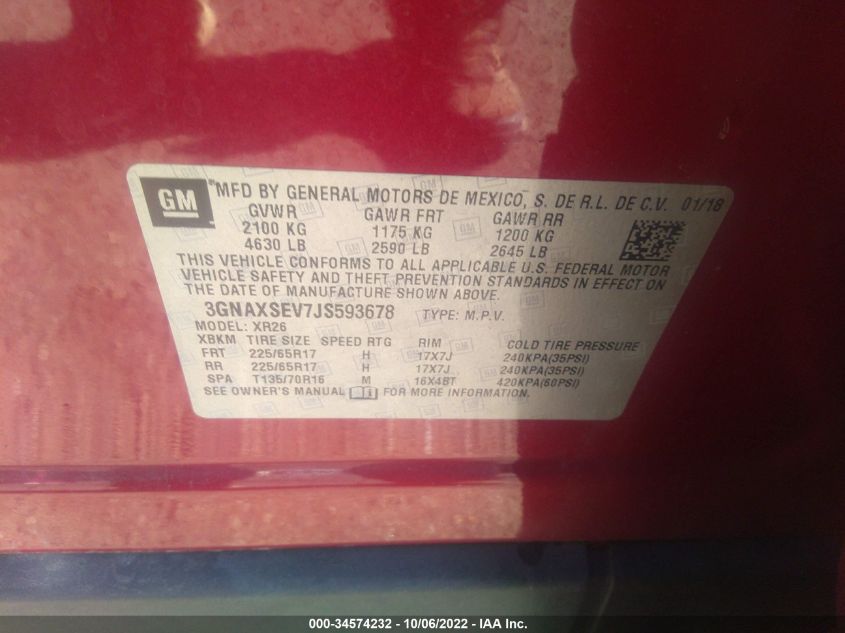 GM
MFD BY GENERAL MOTORS DE MEXICO, S. DE R.L. DE C.V. 01/18
GVWR GAWR FRT GAWR RR
2100 KG 1175 KG 1200 KG
4630 LB 2590 LB 2645 LB
THIS VEHICLE CONFORMS TO ALL APPLICABLE U.S. FEDERAL MOTOR
VEHICLE SAFETY AND THEFT PREVENTION STANDARDS IN EFFECT ON
THE DATE OF MANUFACTURE SHOWN ABOVE.
3GNAXSEV7JS593678 TYPE: M.P.V.
MODEL: XR26
XBKM TIRE SIZE SPEED RTG RIM COLD TIRE PRESSURE
FRT 225/65R17 H 17X7J 240KPA(35PSI)
RR 225/65R17 H 17X7J 240KPA(35PSI)
SPA T135/70R16 M 16X4BT 420KPA(60PSI)
SEE OWNER'S MANUAL FOR MORE INFORMATION.
000-34574232 - 10/06/2022 - IAA Inc.